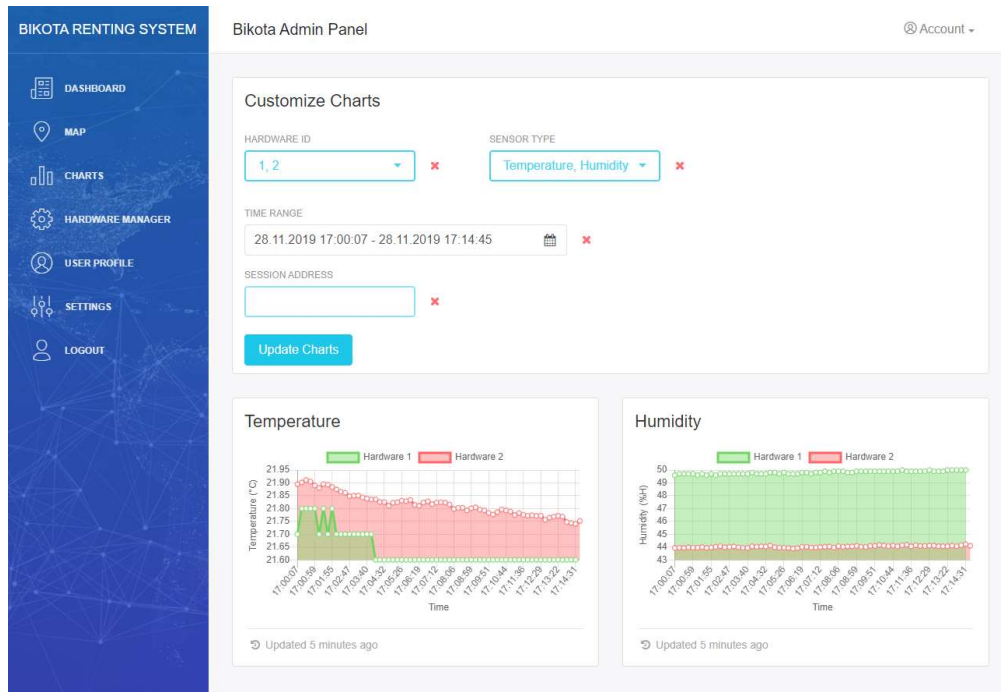 BIKOTA RENTING SYSTEM
Bikota Admin Panel
Account
DASHBOARD
MAP
CHARTS
HARDWARE MANAGER
USER PROFILE
SETTINGS
LOGOUT
Customize Charts
HARDWARE ID
SENSOR TYPE
1, 2
Temperature, Humidity
TIME RANGE
28.11.2019 17:00:07 - 28.11.2019 17:14:45
SESSION ADDRESS
Update Charts
Temperature
Hardware 1 Hardware 2
Temperature (°C)
21.95
21.90
21.85
21.80
21.75
21.70
21.65
21.60
17:00:07 17:00:59 17:01:55 17:02:47 17:03:40 17:04:32 17:05:26 17:06:19 17:07:12 17:08:06 17:08:59 17:09:51 17:10:44 17:11:36 17:12:29 17:13:22 17:14:31
Time
Updated 5 minutes ago
Humidity
Hardware 1 Hardware 2
Humidity (%H)
50
49
48
47
46
45
44
43
17:00:07 17:00:59 17:01:55 17:02:47 17:03:40 17:04:32 17:05:26 17:06:19 17:07:12 17:08:06 17:08:59 17:09:51 17:10:44 17:11:36 17:12:29 17:13:22 17:14:31
Time
Updated 5 minutes ago